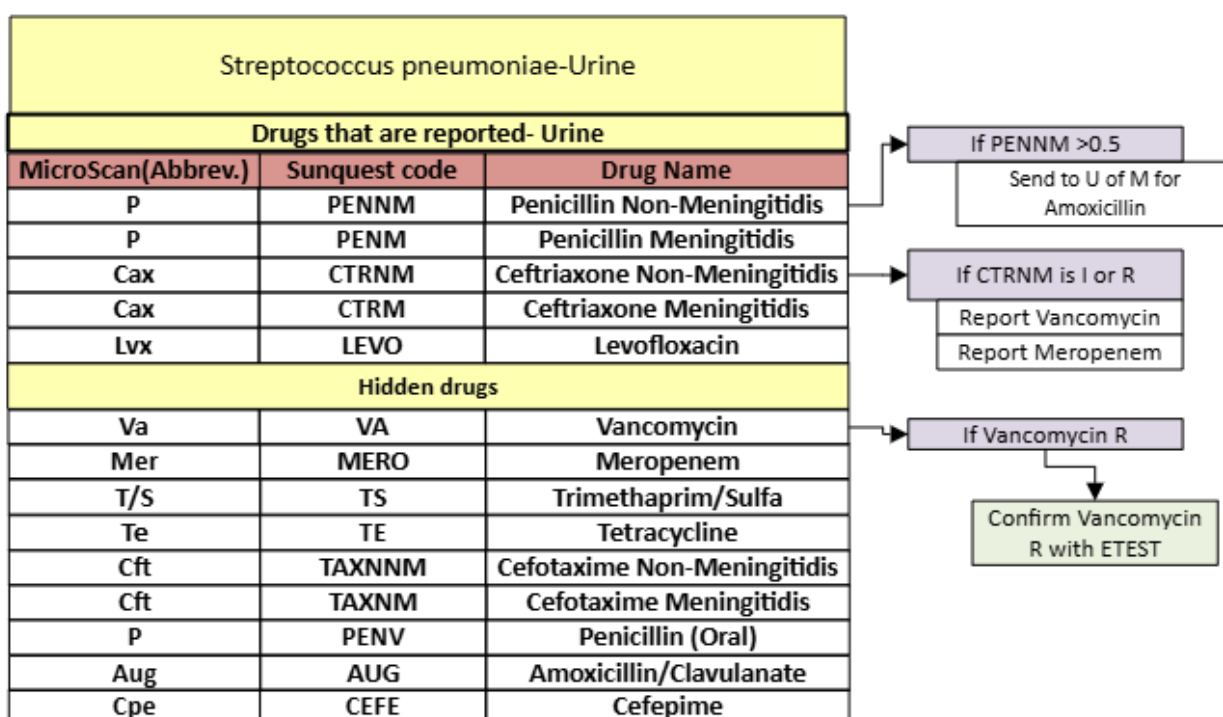 Streptococcus pneumoniae-Urine
Drugs that are reported- Urine
MicroScan(Abbrev.) Sunquest code Drug Name
P PENNM Penicillin Non-Meningitidis
P PENM Penicillin Meningitidis
Cax CTRNM Ceftriaxone Non-Meningitidis
Cax CTRM Ceftriaxone Meningitidis
Lvx LEVO Levofloxacin
Hidden drugs
Va VA Vancomycin
Mer MERO Meropenem
T/S TS Trimethaprim/Sulfa
Te TE Tetracycline
Cft TAXNNM Cefotaxime Non-Meningitidis
Cft TAXNM Cefotaxime Meningitidis
P PENV Penicillin (Oral)
Aug AUG Amoxicillin/Clavulanate
Cpe CEFE Cefepime
If PENNM >0.5
Send to U of M for
Amoxicillin
If CTRNM is I or R
Report Vancomycin
Report Meropenem
If Vancomycin R
Confirm Vancomycin
R with ETEST